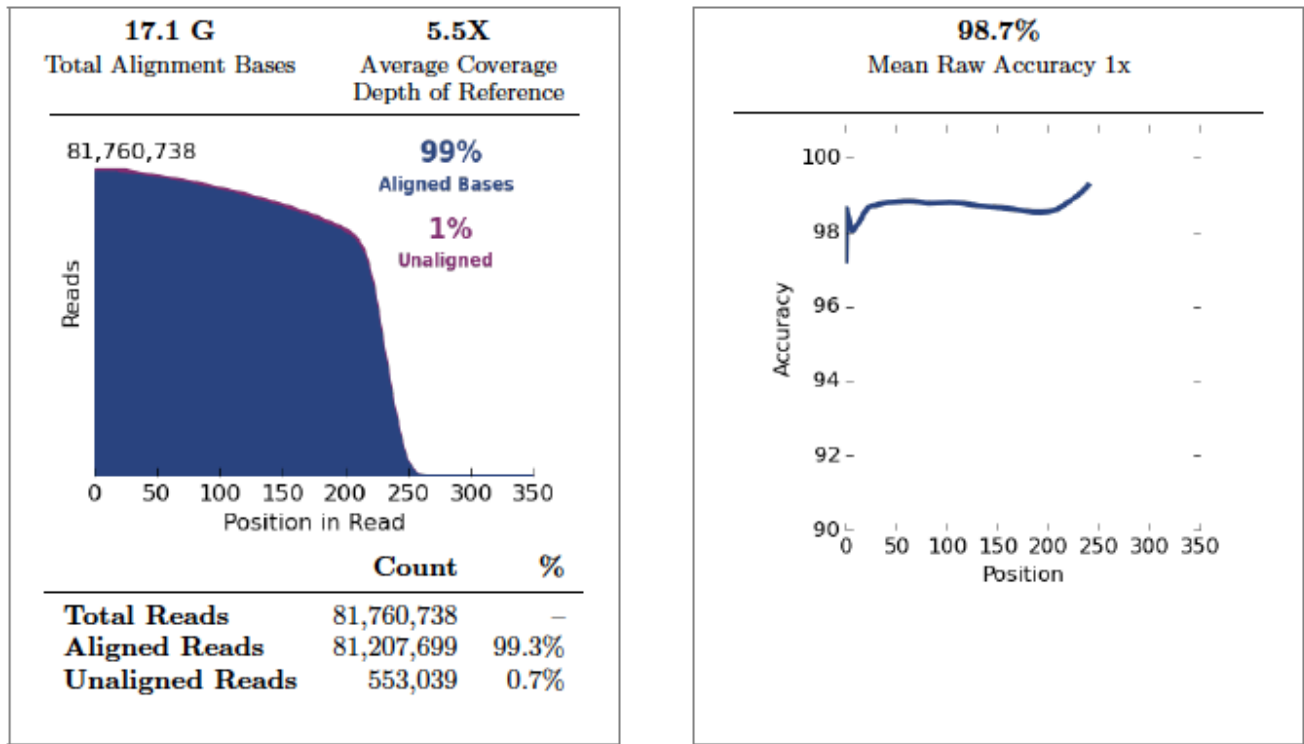 17.1 G
Total Alignment Bases
5.5X
Average Coverage
Depth of Reference
81,760,738
99%
Aligned Bases
1%
Unaligned
Reads
0 50 100 150 200 250 300 350
Position in Read
Count %
Total Reads 81,760,738 –
Aligned Reads 81,207,699 99.3%
Unaligned Reads 553,039 0.7%
98.7%
Mean Raw Accuracy 1x
100
98
96
94
92
90
Accuracy
0 50 100 150 200 250 300 350
Position